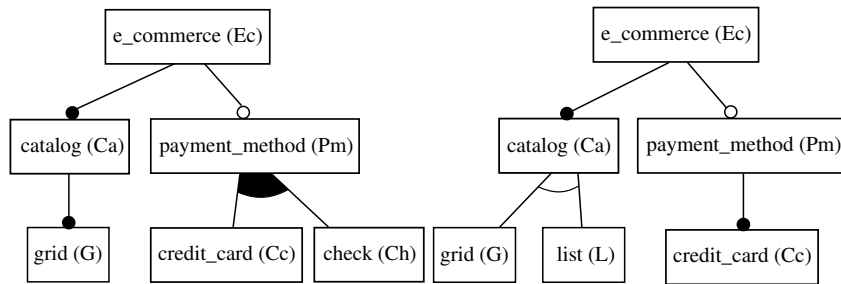 e_commerce (Ec)
catalog (Ca)
payment_method (Pm)
grid (G)
credit_card (Cc)
check (Ch)
e_commerce (Ec)
catalog (Ca)
payment_method (Pm)
grid (G)
list (L)
credit_card (Cc)